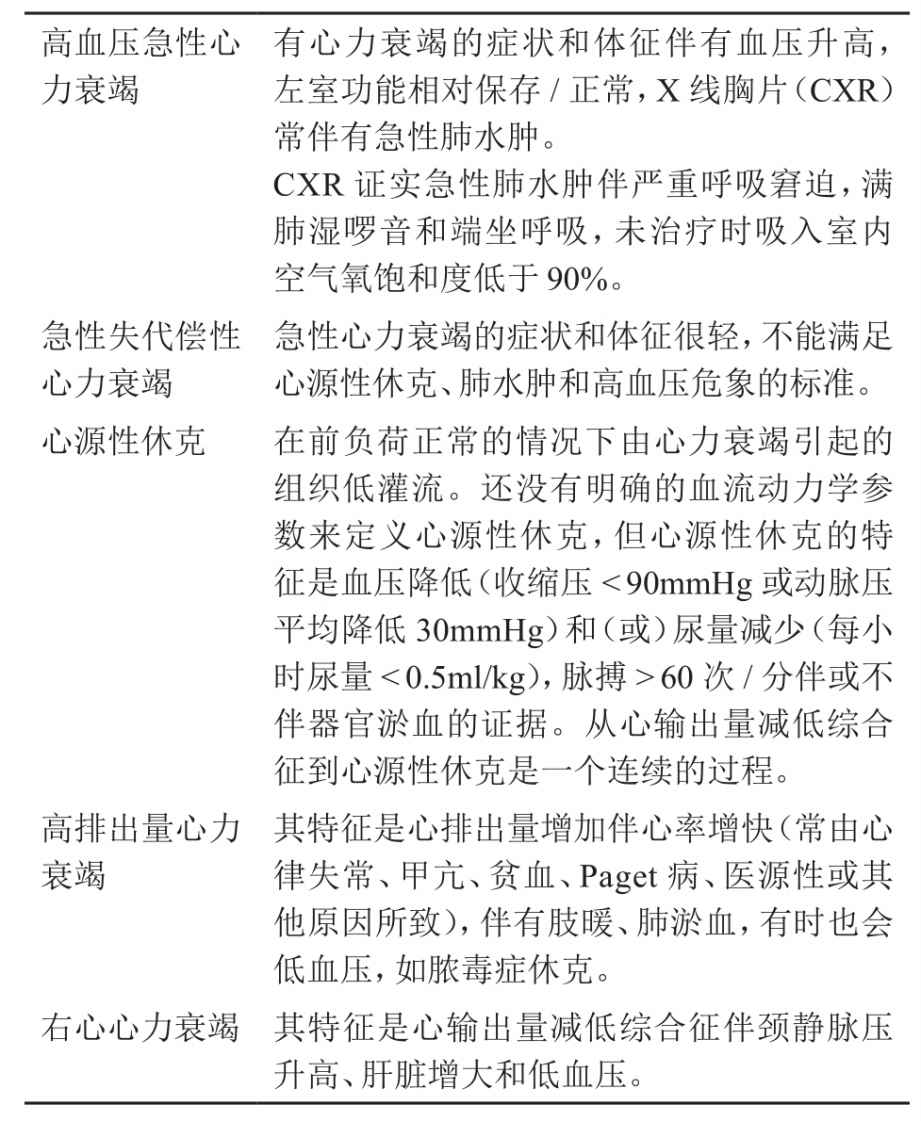 高血压急性心 有心力衰竭的症状和体征伴有血压升高，
力衰竭 左室功能相对保存 / 正常，X 线胸片（CXR）
常伴有急性肺水肿。
CXR 证实急性肺水肿伴严重呼吸窘迫，满
肺湿啰音和端坐呼吸，未治疗时吸入室内
空气氧饱和度低于 90%。
急性失代偿性 急性心力衰竭的症状和体征很轻，不能满足
心力衰竭 心源性休克、肺水肿和高血压危象的标准。
心源性休克 在前负荷正常的情况下由心力衰竭引起的
组织低灌流。还没有明确的血流动力学参
数来定义心源性休克，但心源性休克的特
征是血压降低（收缩压 <90mmHg 或动脉压
平均降低 30mmHg）和（或）尿量减少（每小
时尿量 <0.5ml/kg），脉搏 >60 次 / 分伴或不
伴器官淤血的证据。从心输出量减低综合
征到心源性休克是一个连续的过程。
高排出量心力 其特征是心排出量增加伴心率增快（常由心
衰竭 律失常、甲亢、贫血、Paget 病、医源性或其
他原因所致），伴有肢暖、肺淤血，有时也会
低血压，如脓毒症休克。
右心心力衰竭 其特征是心输出量减低综合征伴颈静脉压
升高、肝脏增大和低血压。